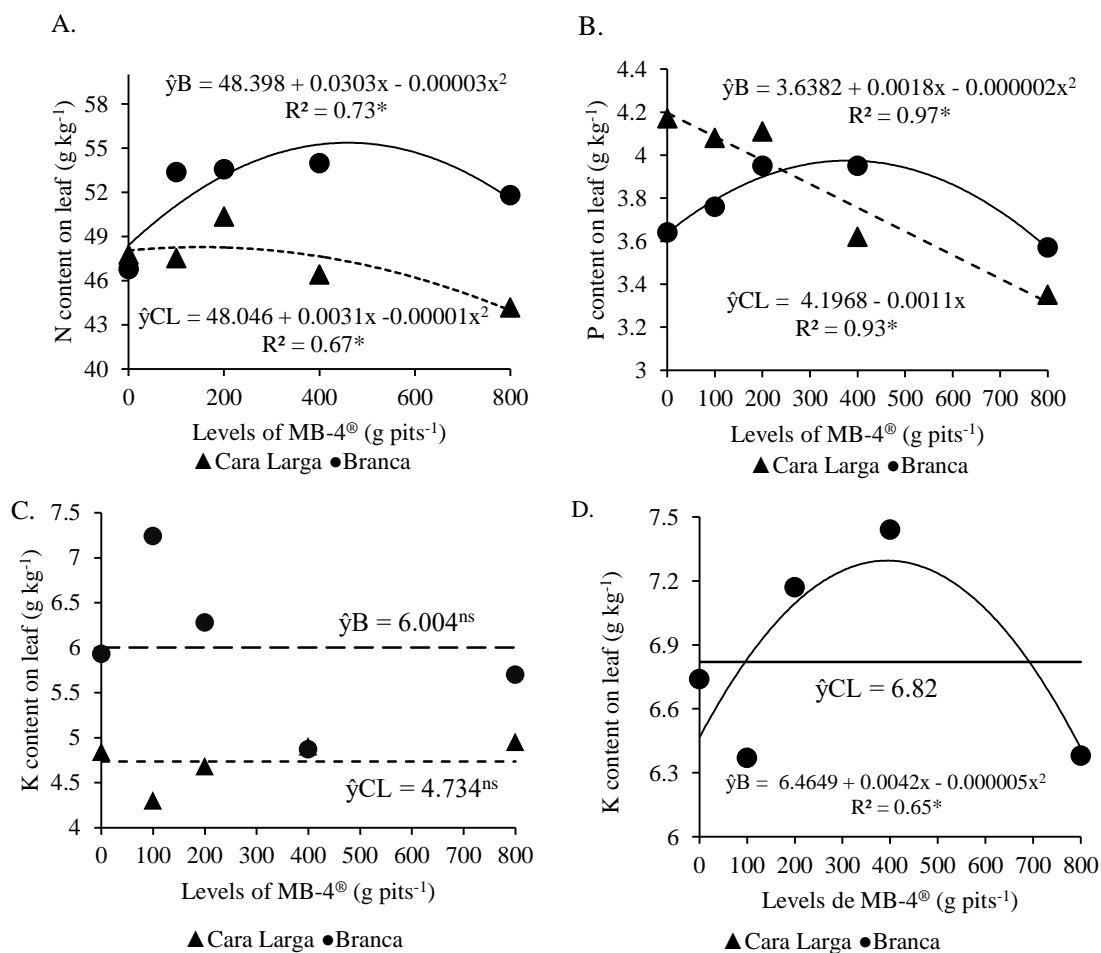 A.
N content on leaf (g kg⁻¹)
58
55
52
49
46
43
40
ŷB = 48.398 + 0.0303x - 0.00003x²
R² = 0.73*
ŷCL = 48.046 + 0.0031x -0.00001x²
R² = 0.67*
0 200 400 600 800
Levels of MB-4® (g pits⁻¹)
▲Cara Larga ●Branca
B.
P content on leaf (g kg⁻¹)
4.4
4.2
4
3.8
3.6
3.4
3.2
3
ŷB = 3.6382 + 0.0018x - 0.000002x²
R² = 0.97*
ŷCL = 4.1968 - 0.0011x
R² = 0.93*
0 100 200 300 400 500 600 700 800
Levels of MB-4® (g pits⁻¹)
▲Cara Larga ●Branca
C.
K content on leaf (g kg⁻¹)
7.5
7
6.5
6
5.5
5
4.5
4
ŷB = 6.004ⁿˢ
ŷCL = 4.734ⁿˢ
0 100 200 300 400 500 600 700 800
Levels of MB-4® (g pits⁻¹)
▲Cara Larga ●Branca
D.
K content on leaf (g kg⁻¹)
7.5
7.2
6.9
6.6
6.3
6
ŷCL = 6.82
ŷB = 6.4649 + 0.0042x - 0.000005x²
R² = 0.65*
0 100 200 300 400 500 600 700 800
Levels de MB-4® (g pits⁻¹)
▲Cara Larga ●Branca